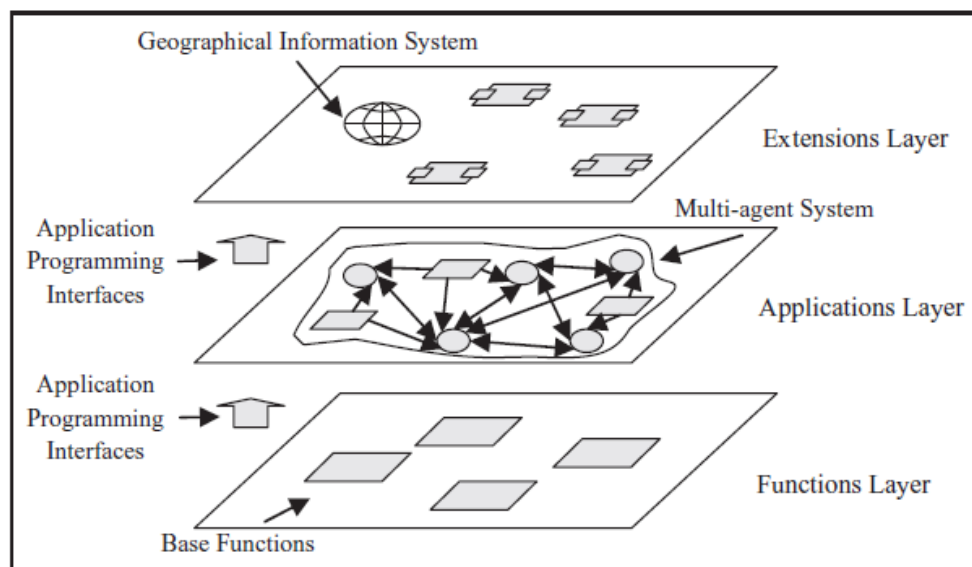 Geographical Information System
Extensions Layer
Multi-agent System
Application
Programming
Interfaces
Applications Layer
Application
Programming
Interfaces
Functions Layer
Base Functions